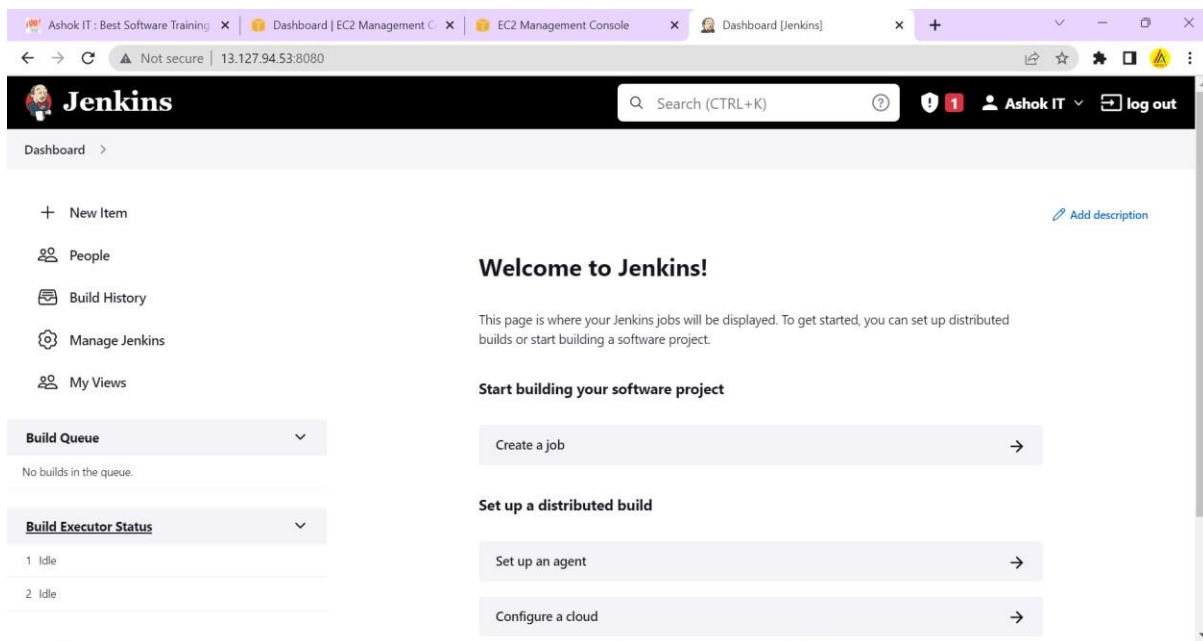 Ashok IT : Best Software Training
Dashboard | EC2 Management C
EC2 Management Console
Dashboard [Jenkins]
Not secure | 13.127.94.53:8080
Jenkins
Search (CTRL+K)
1
Ashok IT
log out
Dashboard
New Item
Add description
People
Build History
Manage Jenkins
My Views
Welcome to Jenkins!
This page is where your Jenkins jobs will be displayed. To get started, you can set up distributed
builds or start building a software project.
Start building your software project
Create a job
Build Queue
No builds in the queue.
Set up a distributed build
Build Executor Status
1 Idle
2 Idle
Set up an agent
Configure a cloud